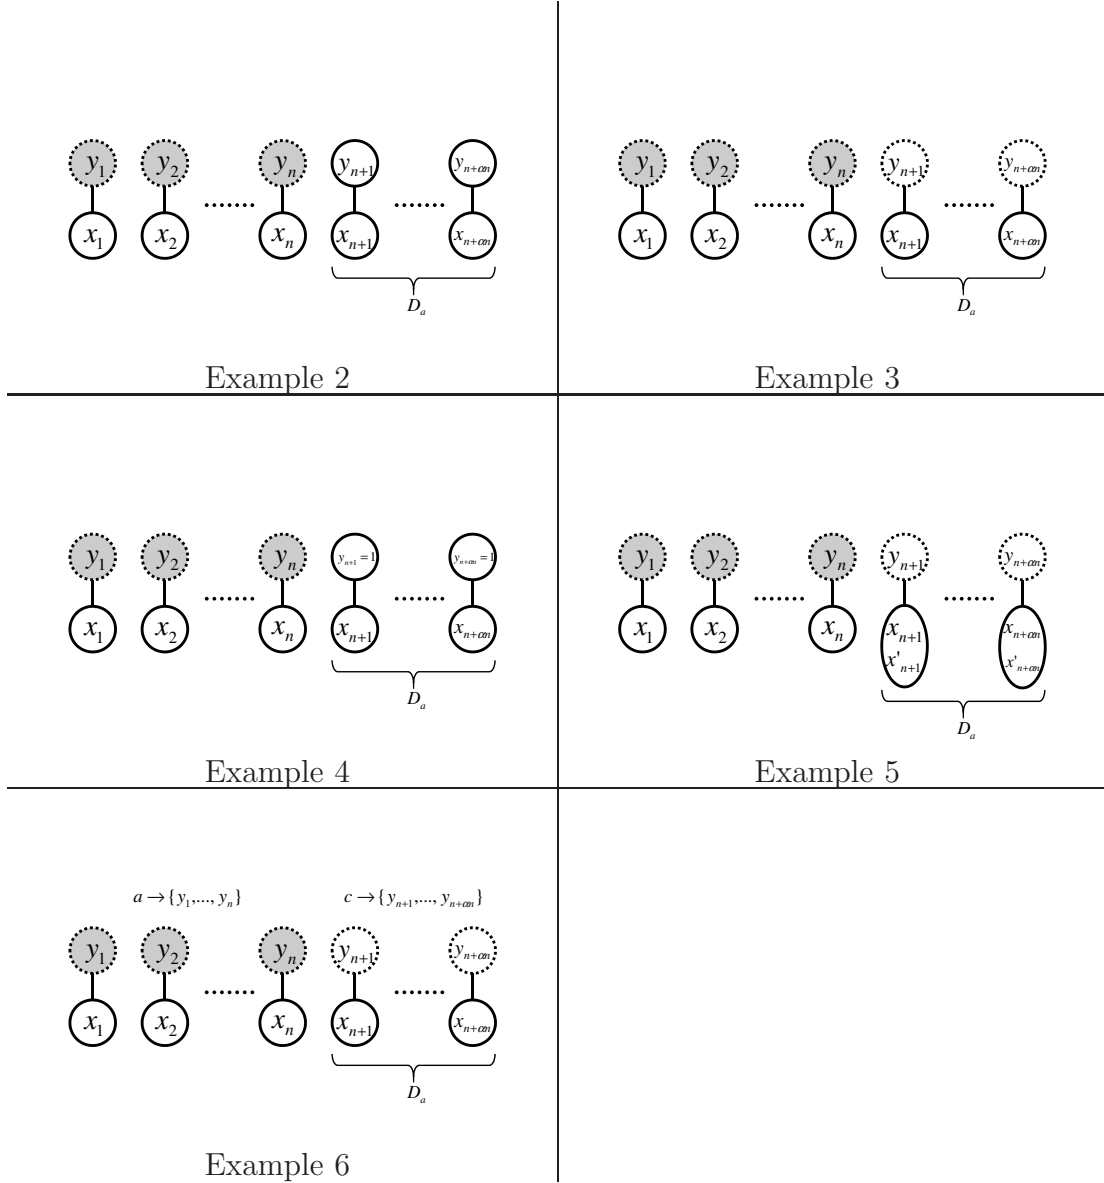 y₁ y₂ yₙ yₙ₊₁ yₙ₊αₙ
....... .......
x₁ x₂ xₙ xₙ₊₁ xₙ₊αₙ
Dₐ
Example 2
y₁ y₂ yₙ yₙ₊₁ yₙ₊αₙ
....... .......
x₁ x₂ xₙ xₙ₊₁ xₙ₊αₙ
Dₐ
Example 3
y₁ y₂ yₙ yₙ₊₁ = 1 yₙ₊αₙ = 1
....... .......
x₁ x₂ xₙ xₙ₊₁ xₙ₊αₙ
Dₐ
Example 4
y₁ y₂ yₙ yₙ₊₁ yₙ₊αₙ
....... .......
x₁ x₂ xₙ xₙ₊₁ xₙ₊αₙ
x'ₙ₊₁ x'ₙ₊αₙ
Dₐ
Example 5
a → {y₁,..., yₙ} c → {yₙ₊₁,..., yₙ₊αₙ}
y₁ y₂ yₙ yₙ₊₁ yₙ₊αₙ
....... .......
x₁ x₂ xₙ xₙ₊₁ xₙ₊αₙ
Dₐ
Example 6